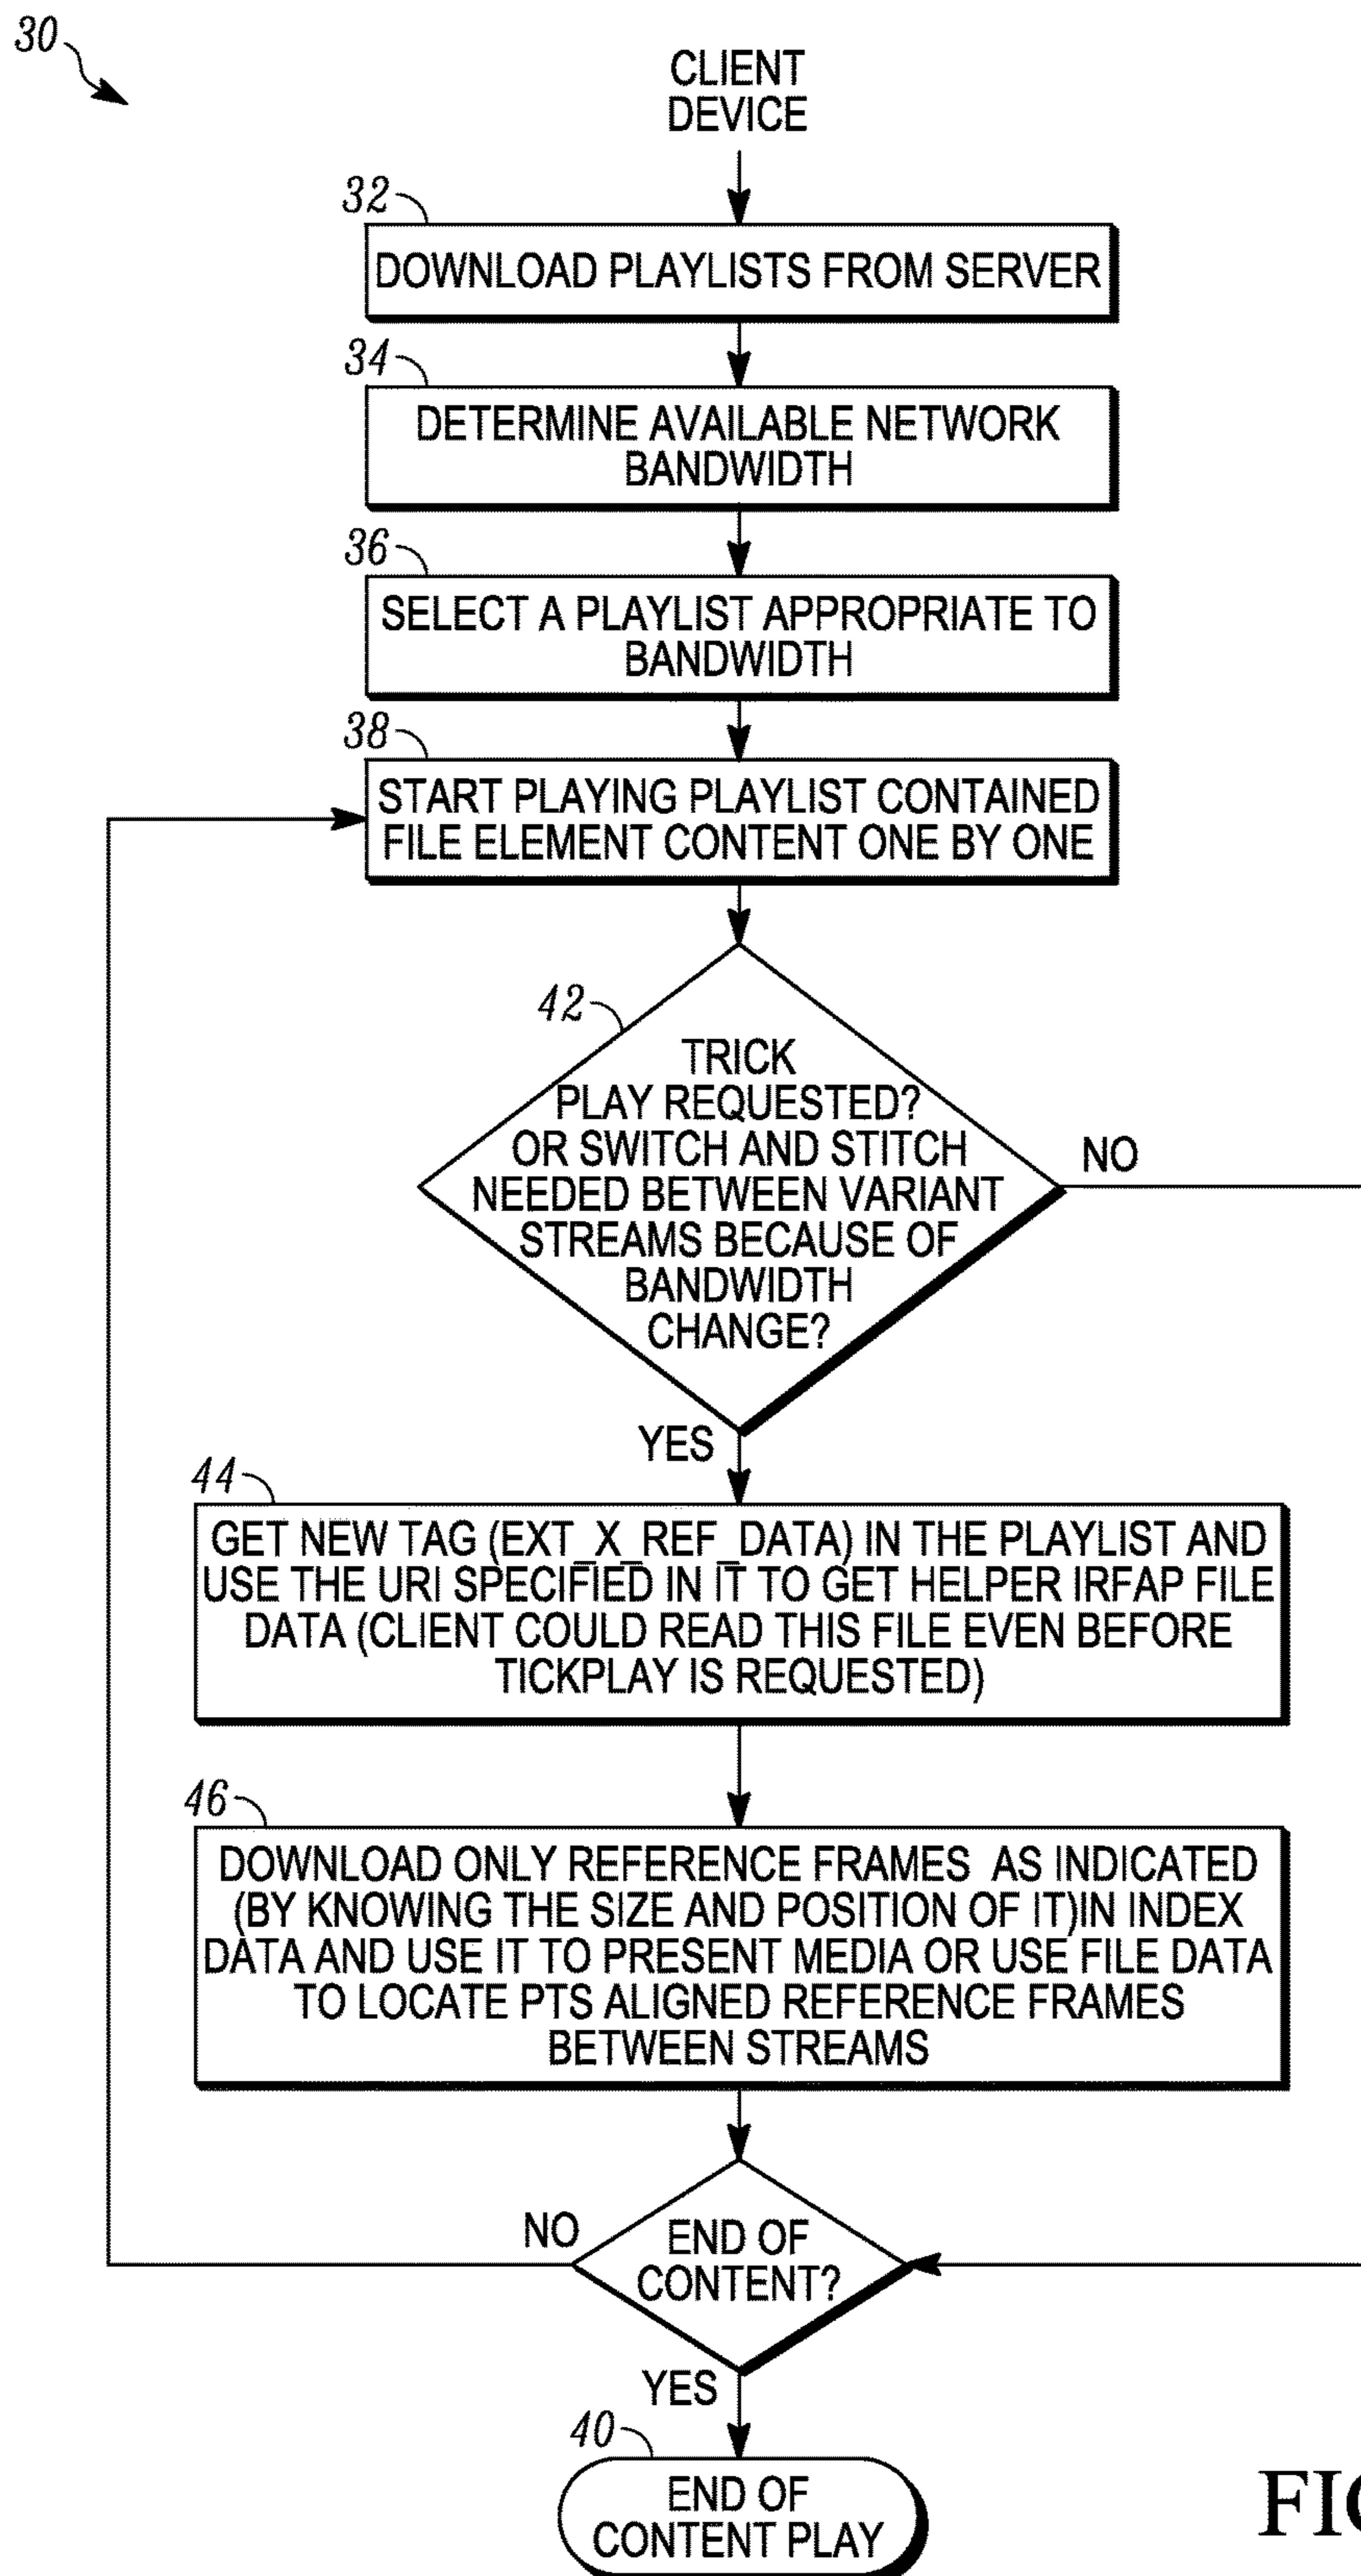 30
CLIENT
DEVICE
32
DOWNLOAD PLAYLISTS FROM SERVER
34
DETERMINE AVAILABLE NETWORK
BANDWIDTH
36
SELECT A PLAYLIST APPROPRIATE TO
BANDWIDTH
38
START PLAYING PLAYLIST CONTAINED
FILE ELEMENT CONTENT ONE BY ONE
42
TRICK
PLAY REQUESTED?
OR SWITCH AND STITCH
NEEDED BETWEEN VARIANT
STREAMS BECAUSE OF
BANDWIDTH
CHANGE?
NO
YES
44
GET NEW TAG (EXT_X_REF_DATA) IN THE PLAYLIST AND
USE THE URI SPECIFIED IN IT TO GET HELPER IRFAP FILE
DATA (CLIENT COULD READ THIS FILE EVEN BEFORE
TICKPLAY IS REQUESTED)
46
DOWNLOAD ONLY REFERENCE FRAMES AS INDICATED
(BY KNOWING THE SIZE AND POSITION OF IT)IN INDEX
DATA AND USE IT TO PRESENT MEDIA OR USE FILE DATA
TO LOCATE PTS ALIGNED REFERENCE FRAMES
BETWEEN STREAMS
NO
END OF
CONTENT?
YES
40
END OF
CONTENT PLAY